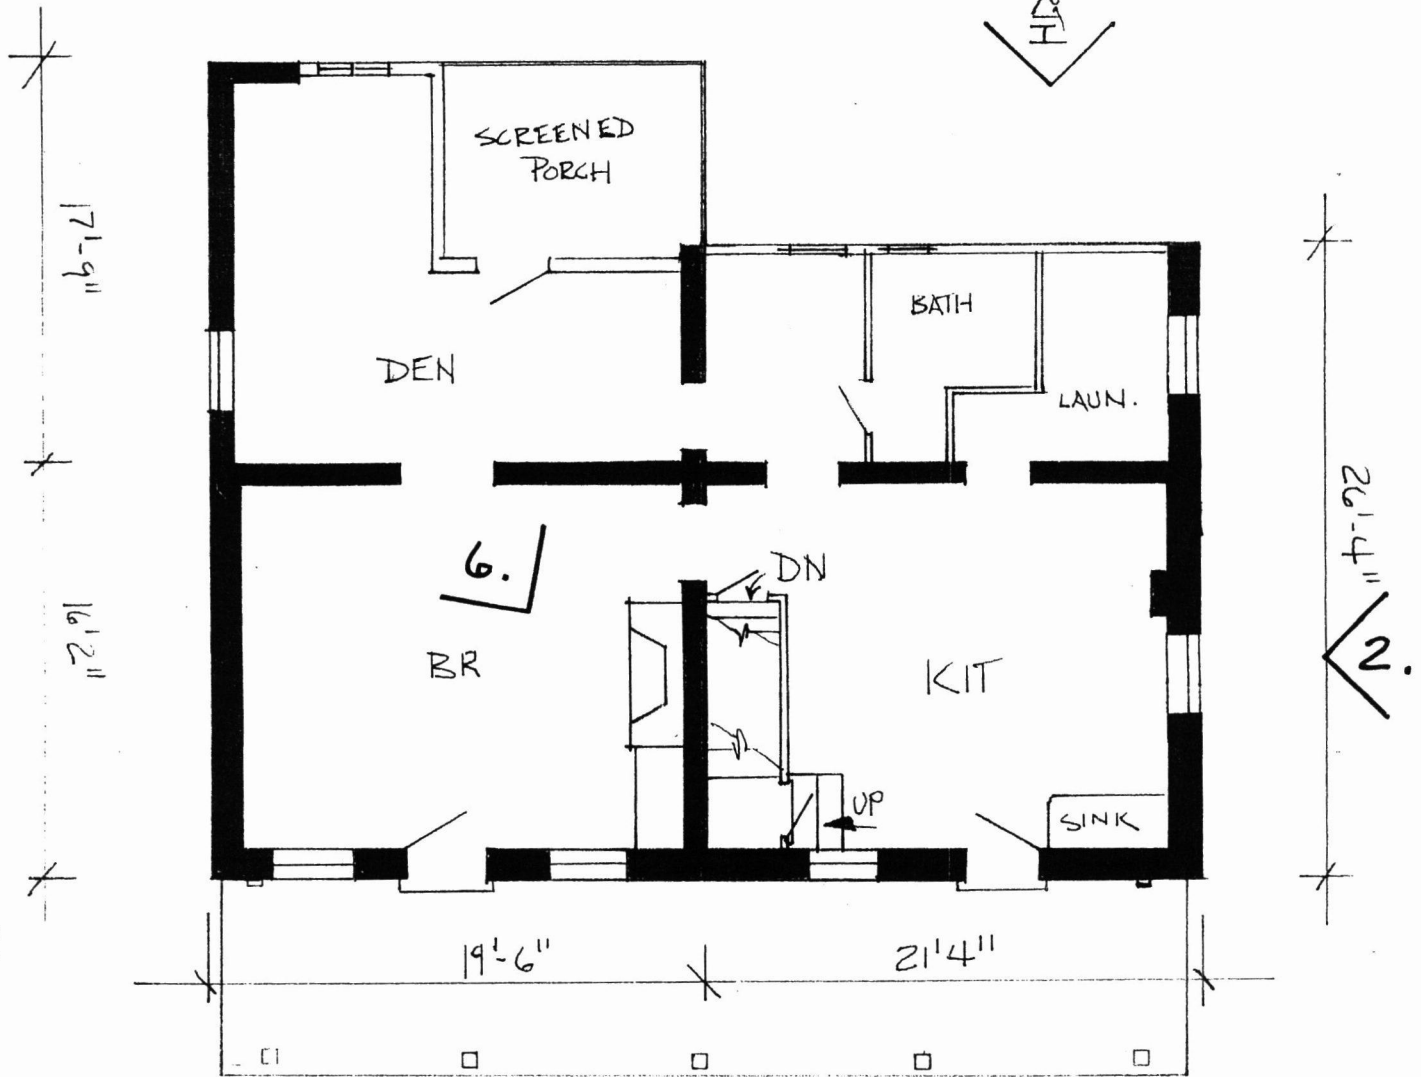 SCREENED
PORCH
17'-9"
BATH
DEN
LAUN.
26'-4"
6.
DN
16'2"
BR
KIT
2.
UP
SINK
19'-6"
21'4"